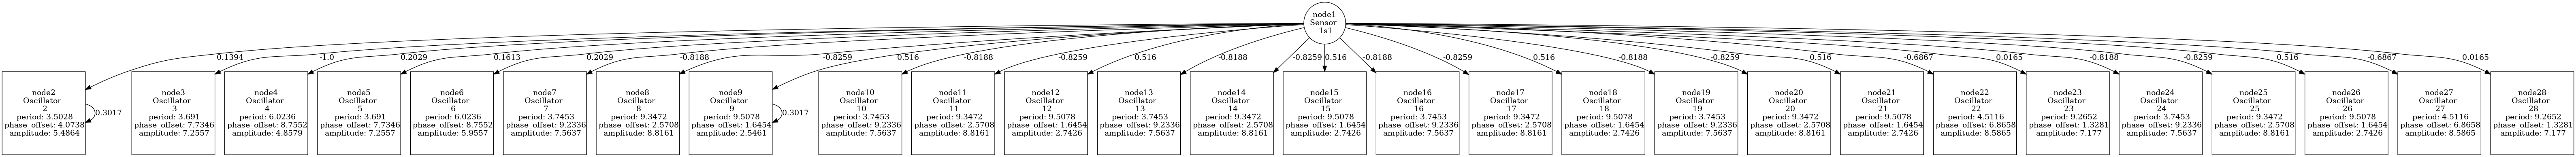 node1
Sensor
1s1
0.1394
-1.0
0.2029
0.1613
0.2029
-0.8188
-0.8259
0.516
-0.8188
-0.8259
0.516
-0.8188
-0.8259
0.516
-0.8188
-0.8259
0.516
-0.8188
-0.8259
0.516
-0.6867
0.0165
-0.8188
-0.8259
0.516
-0.6867
0.0165
node2
Oscillator
2
period: 3.5028
phase_offset: 4.0738
amplitude: 5.4864
0.3017
node3
Oscillator
3
period: 3.691
phase_offset: 7.7346
amplitude: 7.2557
node4
Oscillator
4
period: 6.0236
phase_offset: 8.7552
amplitude: 4.8579
node5
Oscillator
5
period: 3.691
phase_offset: 7.7346
amplitude: 7.2557
node6
Oscillator
6
period: 6.0236
phase_offset: 8.7552
amplitude: 5.9557
node7
Oscillator
7
period: 3.7453
phase_offset: 9.2336
amplitude: 7.5637
node8
Oscillator
8
period: 9.3472
phase_offset: 2.5708
amplitude: 8.8161
node9
Oscillator
9
period: 9.5078
phase_offset: 1.6454
amplitude: 2.5461
0.3017
node10
Oscillator
10
period: 3.7453
phase_offset: 9.2336
amplitude: 7.5637
node11
Oscillator
11
period: 9.3472
phase_offset: 2.5708
amplitude: 8.8161
node12
Oscillator
12
period: 9.5078
phase_offset: 1.6454
amplitude: 2.7426
node13
Oscillator
13
period: 3.7453
phase_offset: 9.2336
amplitude: 7.5637
node14
Oscillator
14
period: 9.3472
phase_offset: 2.5708
amplitude: 8.8161
node15
Oscillator
15
period: 9.5078
phase_offset: 1.6454
amplitude: 2.7426
node16
Oscillator
16
period: 3.7453
phase_offset: 9.2336
amplitude: 7.5637
node17
Oscillator
17
period: 9.3472
phase_offset: 2.5708
amplitude: 8.8161
node18
Oscillator
18
period: 9.5078
phase_offset: 1.6454
amplitude: 2.7426
node19
Oscillator
19
period: 3.7453
phase_offset: 9.2336
amplitude: 7.5637
node20
Oscillator
20
period: 9.3472
phase_offset: 2.5708
amplitude: 8.8161
node21
Oscillator
21
period: 9.5078
phase_offset: 1.6454
amplitude: 2.7426
node22
Oscillator
22
period: 4.5116
phase_offset: 6.8658
amplitude: 8.5865
node23
Oscillator
23
period: 9.2652
phase_offset: 1.3281
amplitude: 7.177
node24
Oscillator
24
period: 3.7453
phase_offset: 9.2336
amplitude: 7.5637
node25
Oscillator
25
period: 9.3472
phase_offset: 2.5708
amplitude: 8.8161
node26
Oscillator
26
period: 9.5078
phase_offset: 1.6454
amplitude: 2.7426
node27
Oscillator
27
period: 4.5116
phase_offset: 6.8658
amplitude: 8.5865
node28
Oscillator
28
period: 9.2652
phase_offset: 1.3281
amplitude: 7.177